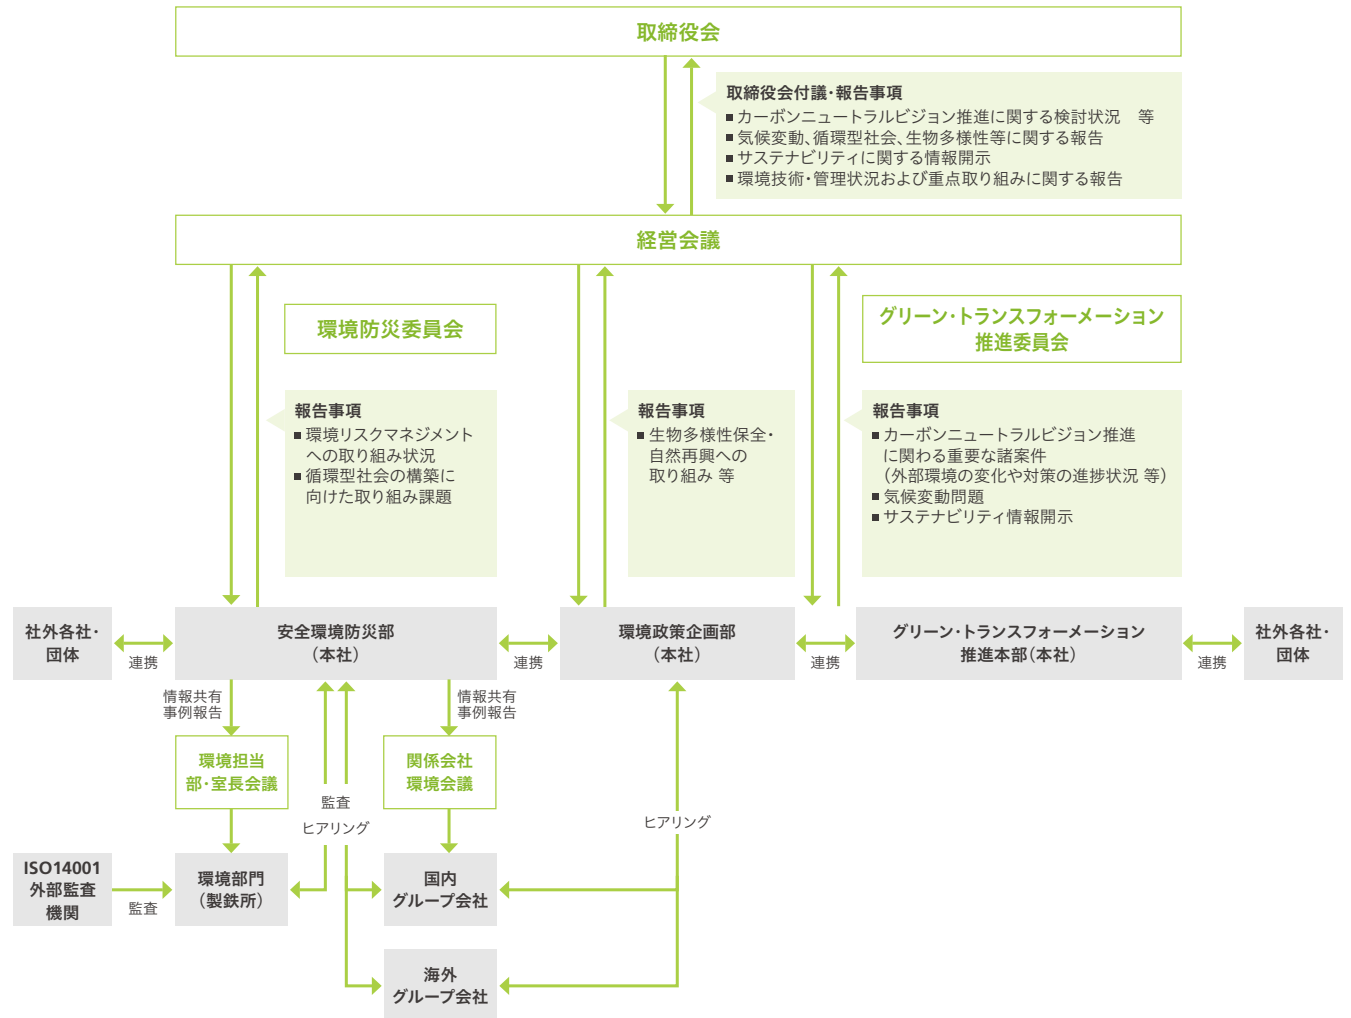 取締役会
取締役会付議・報告事項
■カーボンニュートラルビジョン推進に関する検討状況　等
■気候変動、循環型社会、生物多様性等に関する報告
■サステナビリティに関する情報開示
■環境技術・管理状況および重点取り組みに関する報告
経営会議
環境防災委員会
グリーン・トランスフォーメーション
推進委員会
報告事項
■環境リスクマネジメント
への取り組み状況
■循環型社会の構築に
向けた取り組み課題
報告事項
■生物多様性保全・
自然再興への
取り組み 等
報告事項
■カーボンニュートラルビジョン推進
に関わる重要な諸案件
（外部環境の変化や対策の進捗状況 等）
■気候変動問題
■サステナビリティ情報開示
社外各社・
団体
連携
安全環境防災部
（本社）
連携
環境政策企画部
（本社）
連携
グリーン・トランスフォーメーション
推進本部（本社）
連携
社外各社・
団体
情報共有
事例報告
情報共有
事例報告
環境担当
部・室長会議
関係会社
環境会議
監査
ヒアリング
ヒアリング
ISO14001
外部監査
機関
監査
環境部門
（製鉄所）
国内
グループ会社
海外
グループ会社